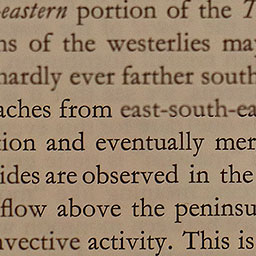 -eastern portion of the T
ns of the westerlies may
hardly ever farther south
aches from east-south-ea
tion and eventually mer
ides are observed in the
flow above the peninsu
nvective activity. This is